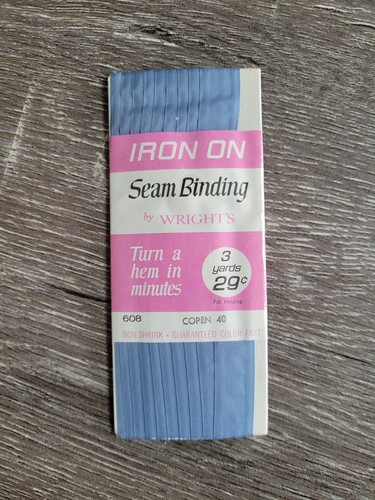 IRON ON
Seam Binding
by WRIGHT'S
Turn a
hem in
minutes
3
yards
29¢
Pat. Pending
608 COPEN 40
NON-SHRINK • GUARANTEED COLOR FAST